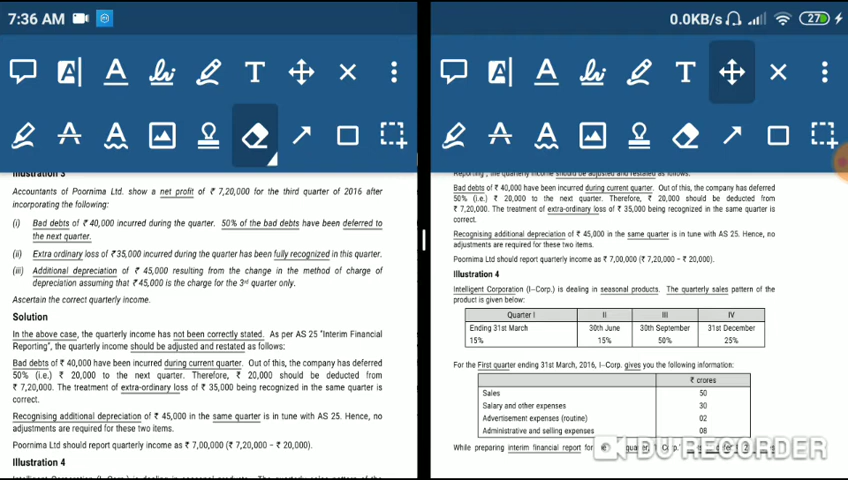 7:36 AM
0.0KB/s
27
Illustration 3
Accountants of Poornima Ltd. show a net profit of ₹ 7,20,000 for the third quarter of 2016 after
incorporating the following:
(i) Bad debts of ₹ 40,000 incurred during the quarter. 50% of the bad debts have been deferred to
the next quarter.
(ii) Extra ordinary loss of ₹ 35,000 incurred during the quarter has been fully recognized in this quarter.
(iii) Additional depreciation of ₹ 45,000 resulting from the change in the method of charge of
depreciation assuming that ₹ 45,000 is the charge for the 3rd quarter only.
Ascertain the correct quarterly income.
Solution
In the above case, the quarterly income has not been correctly stated. As per AS 25 "Interim Financial
Reporting", the quarterly income should be adjusted and restated as follows:
Bad debts of ₹ 40,000 have been incurred during current quarter. Out of this, the company has deferred
50% (i.e.) ₹ 20,000 to the next quarter. Therefore, ₹ 20,000 should be deducted from
₹ 7,20,000. The treatment of extra-ordinary loss of ₹ 35,000 being recognized in the same quarter is
correct.
Recognising additional depreciation of ₹ 45,000 in the same quarter is in tune with AS 25. Hence, no
adjustments are required for these two items.
Poornima Ltd should report quarterly income as ₹ 7,00,000 (₹ 7,20,000 – ₹ 20,000).
Illustration 4
Reporting", the quarterly income should be adjusted and restated as follows:
Bad debts of ₹ 40,000 have been incurred during current quarter. Out of this, the company has deferred
50% (i.e.) ₹ 20,000 to the next quarter. Therefore, ₹ 20,000 should be deducted from
₹ 7,20,000. The treatment of extra-ordinary loss of ₹ 35,000 being recognized in the same quarter is
correct.
Recognising additional depreciation of ₹ 45,000 in the same quarter is in tune with AS 25. Hence, no
adjustments are required for these two items.
Poornima Ltd should report quarterly income as ₹ 7,00,000 (₹ 7,20,000 – ₹ 20,000).
Illustration 4
Intelligent Corporation (I–Corp.) is dealing in seasonal products. The quarterly sales pattern of the
product is given below:
Quarter I II III IV
Ending 31st March 30th June 30th September 31st December
15% 15% 50% 25%
For the First quarter ending 31st March, 2016, I–Corp. gives you the following information:
₹ crores
Sales 50
Salary and other expenses 30
Advertisement expenses (routine) 02
Administrative and selling expenses 08
While preparing interim financial report for
DU RECORDER